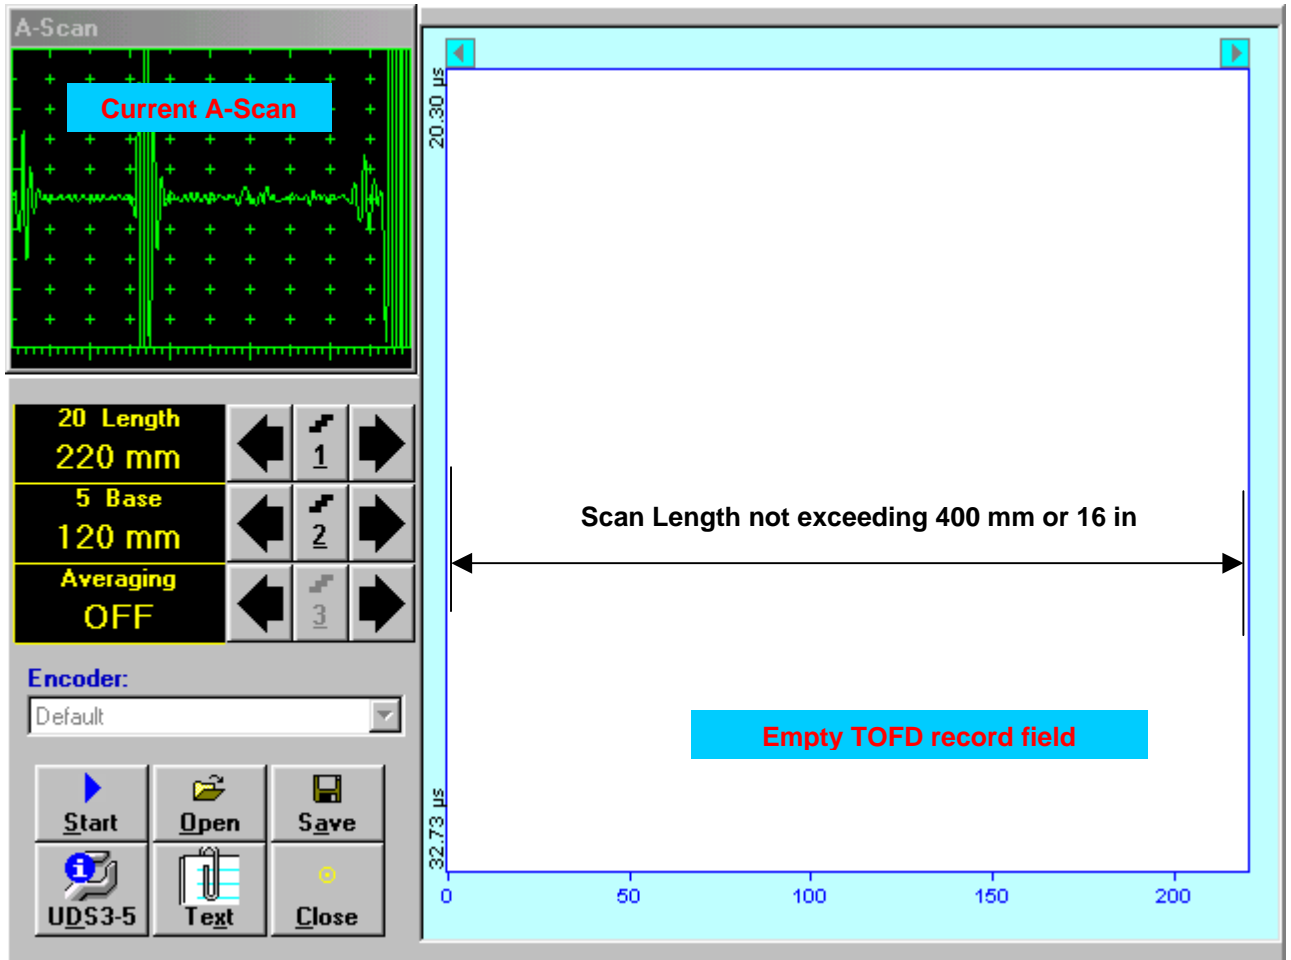 A-Scan
Current A-Scan
20 Length
220 mm
1
5 Base
120 mm
2
Averaging
OFF
3
Encoder:
Default
Start
Open
Save
UDS3-5
Text
Close
20.30 µs
32.73 µs
Scan Length not exceeding 400 mm or 16 in
Empty TOFD record field
0 50 100 150 200